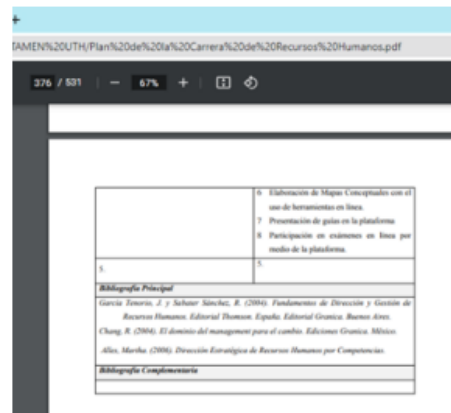 +
TAMEN%20UTH/Plan%20de%20la%20Carrera%20de%20Recursos%20Humanos.pdf
376 / 531 | − 67% +
6 Elaboración de Mapas Conceptuales con el
uso de herramientas en línea.
7 Presentación de guías en la plataforma
8 Participación en exámenes en línea por
medio de la plataforma.
5. 5.
Bibliografía Principal
García Tenorio, J. y Sabater Sánchez, R. (2004). Fundamentos de Dirección y Gestión de
Recursos Humanos. Editorial Thomson. España. Editorial Granica. Buenos Aires.
Chang, R. (2004). El dominio del management para el cambio. Ediciones Granica. México.
Alles, Martha. (2006). Dirección Estratégica de Recursos Humanos por Competencias.
Bibliografía Complementaria